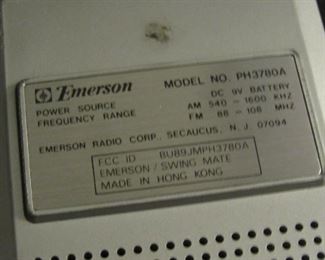 Emerson MODEL NO. PH3780A
POWER SOURCE DC 9V BATTERY
FREQUENCY RANGE AM 540 - 1600 KHZ
FM 88 - 108 MHZ
EMERSON RADIO CORP., SECAUCUS, N. J. 07094
FCC ID BU89JMPH3780A
EMERSON / SWING MATE
MADE IN HONG KONG